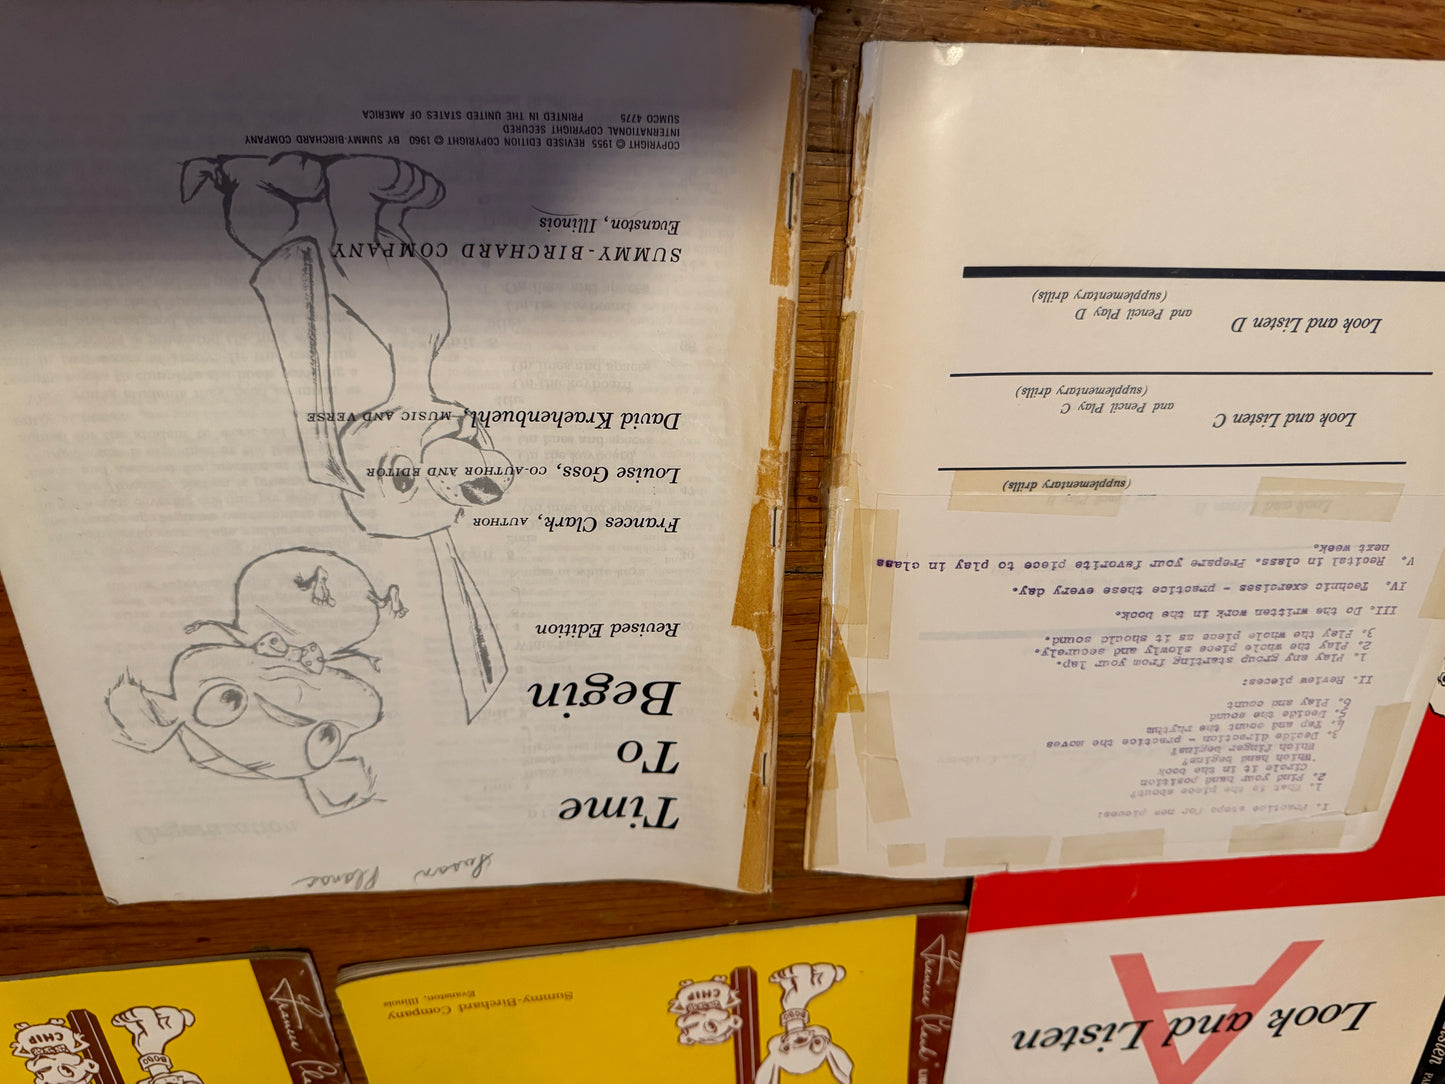 Susan Planse
Time
To
Begin
Revised Edition
Frances Clark, AUTHOR
Louise Goss, CO-AUTHOR AND EDITOR
David Kraehenbuehl, MUSIC AND VERSE
SUMMY-BIRCHARD COMPANY
Evanston, Illinois
COPYRIGHT © 1955 REVISED EDITION COPYRIGHT © 1960 BY SUMMY-BIRCHARD COMPANY
INTERNATIONAL COPYRIGHT SECURED
SUMCO 4775 PRINTED IN THE UNITED STATES OF AMERICA
I. Practice steps for new pieces:
1. What is the piece about?
2. Find your hand position
Circle it in the book
Which hand begins?
Which finger begins?
3. Decide direction - practice the moves
4. Tap and count the rhythm
5. Decide the sound
6. Play and count
II. Review pieces:
1. Play any group starting from your lap.
2. Play the whole piece slowly and securely.
3. Play the whole piece as it should sound.
III. Do the written work in the book.
IV. Technic exercises - practice these every day.
V. Recital in class. Prepare your favorite piece to play in class
next week.
(supplementary drills)
Look and Listen C
and Pencil Play C
(supplementary drills)
Look and Listen D
and Pencil Play D
(supplementary drills)
Look and Listen
A
Frances Clark
CHIP
BOBO
Summy-Birchard Company
Evanston, Illinois
CHIP
BOBO